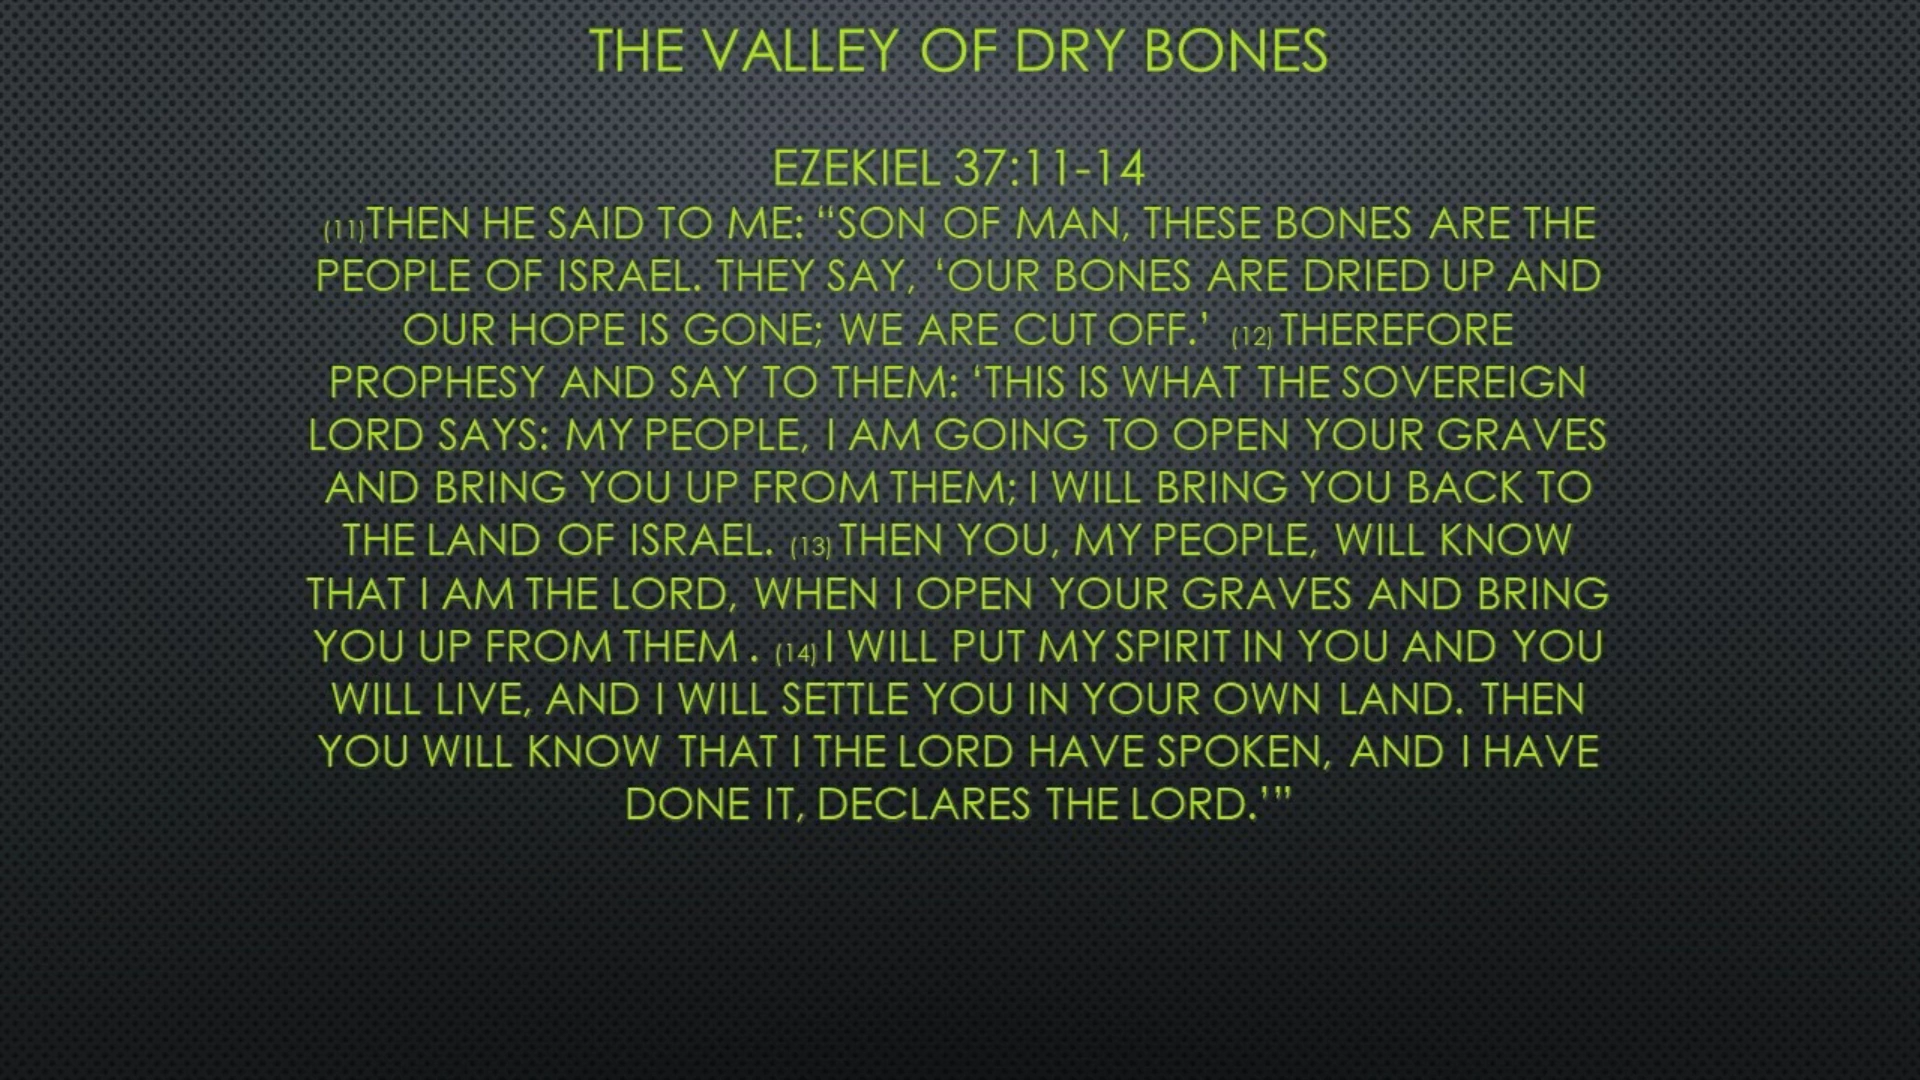 THE VALLEY OF DRY BONES
EZEKIEL 37:11-14
(11)THEN HE SAID TO ME: “SON OF MAN, THESE BONES ARE THE
PEOPLE OF ISRAEL. THEY SAY, ‘OUR BONES ARE DRIED UP AND
OUR HOPE IS GONE; WE ARE CUT OFF.’ (12) THEREFORE
PROPHESY AND SAY TO THEM: ‘THIS IS WHAT THE SOVEREIGN
LORD SAYS: MY PEOPLE, I AM GOING TO OPEN YOUR GRAVES
AND BRING YOU UP FROM THEM; I WILL BRING YOU BACK TO
THE LAND OF ISRAEL. (13) THEN YOU, MY PEOPLE, WILL KNOW
THAT I AM THE LORD, WHEN I OPEN YOUR GRAVES AND BRING
YOU UP FROM THEM . (14) I WILL PUT MY SPIRIT IN YOU AND YOU
WILL LIVE, AND I WILL SETTLE YOU IN YOUR OWN LAND. THEN
YOU WILL KNOW THAT I THE LORD HAVE SPOKEN, AND I HAVE
DONE IT, DECLARES THE LORD.’”